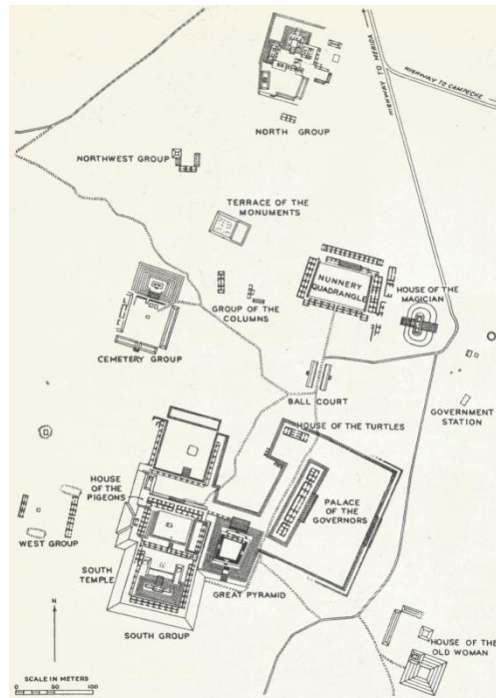 HIGHWAY TO MERIDA
HIGHWAY TO CAMPECHE
NORTH GROUP
NORTHWEST GROUP
TERRACE OF THE
MONUMENTS
NUNNERY
QUADRANGLE
HOUSE OF THE
MAGICIAN
GROUP OF THE
COLUMNS
CEMETERY GROUP
BALL COURT
GOVERNMENT
STATION
HOUSE OF THE TURTLES
HOUSE
OF THE
PIGEONS
PALACE
OF THE
GOVERNORS
WEST GROUP
SOUTH
TEMPLE
GREAT PYRAMID
SOUTH GROUP
N
HOUSE OF THE
OLD WOMAN
SCALE IN METERS
0 50 100